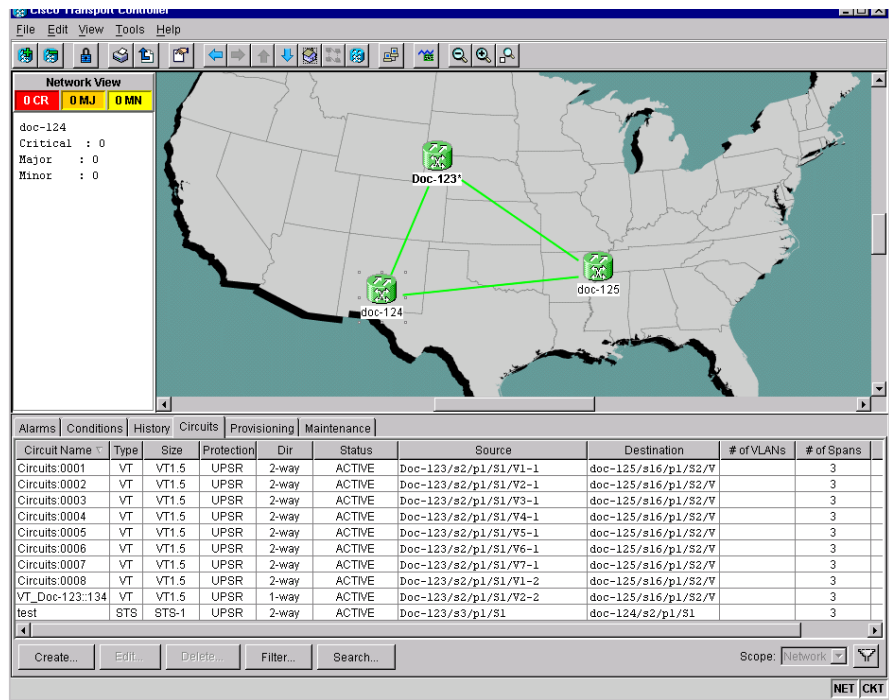 Cisco Transport Controller
File Edit View Tools Help
Network View
0 CR 0 MJ 0 MN
doc-124
Critical : 0
Major : 0
Minor : 0
Doc-123*
doc-125
doc-124
Alarms Conditions History Circuits Provisioning Maintenance
Circuit Name Type Size Protection Dir Status Source Destination # of VLANs # of Spans
Circuits:0001 VT VT1.5 UPSR 2-way ACTIVE Doc-123/s2/p1/S1/V1-1 doc-125/s16/p1/S2/V 3
Circuits:0002 VT VT1.5 UPSR 2-way ACTIVE Doc-123/s2/p1/S1/V2-1 doc-125/s16/p1/S2/V 3
Circuits:0003 VT VT1.5 UPSR 2-way ACTIVE Doc-123/s2/p1/S1/V3-1 doc-125/s16/p1/S2/V 3
Circuits:0004 VT VT1.5 UPSR 2-way ACTIVE Doc-123/s2/p1/S1/V4-1 doc-125/s16/p1/S2/V 3
Circuits:0005 VT VT1.5 UPSR 2-way ACTIVE Doc-123/s2/p1/S1/V5-1 doc-125/s16/p1/S2/V 3
Circuits:0006 VT VT1.5 UPSR 2-way ACTIVE Doc-123/s2/p1/S1/V6-1 doc-125/s16/p1/S2/V 3
Circuits:0007 VT VT1.5 UPSR 2-way ACTIVE Doc-123/s2/p1/S1/V7-1 doc-125/s16/p1/S2/V 3
Circuits:0008 VT VT1.5 UPSR 2-way ACTIVE Doc-123/s2/p1/S1/V1-2 doc-125/s16/p1/S2/V 3
VT_Doc-123::134 VT VT1.5 UPSR 1-way ACTIVE Doc-123/s2/p1/S1/V2-2 doc-125/s16/p1/S2/V 3
test STS STS-1 UPSR 2-way ACTIVE Doc-123/s3/p1/S1 doc-124/s2/p1/S1 3
Create... Edit... Delete... Filter... Search... Scope: Network
NET CKT